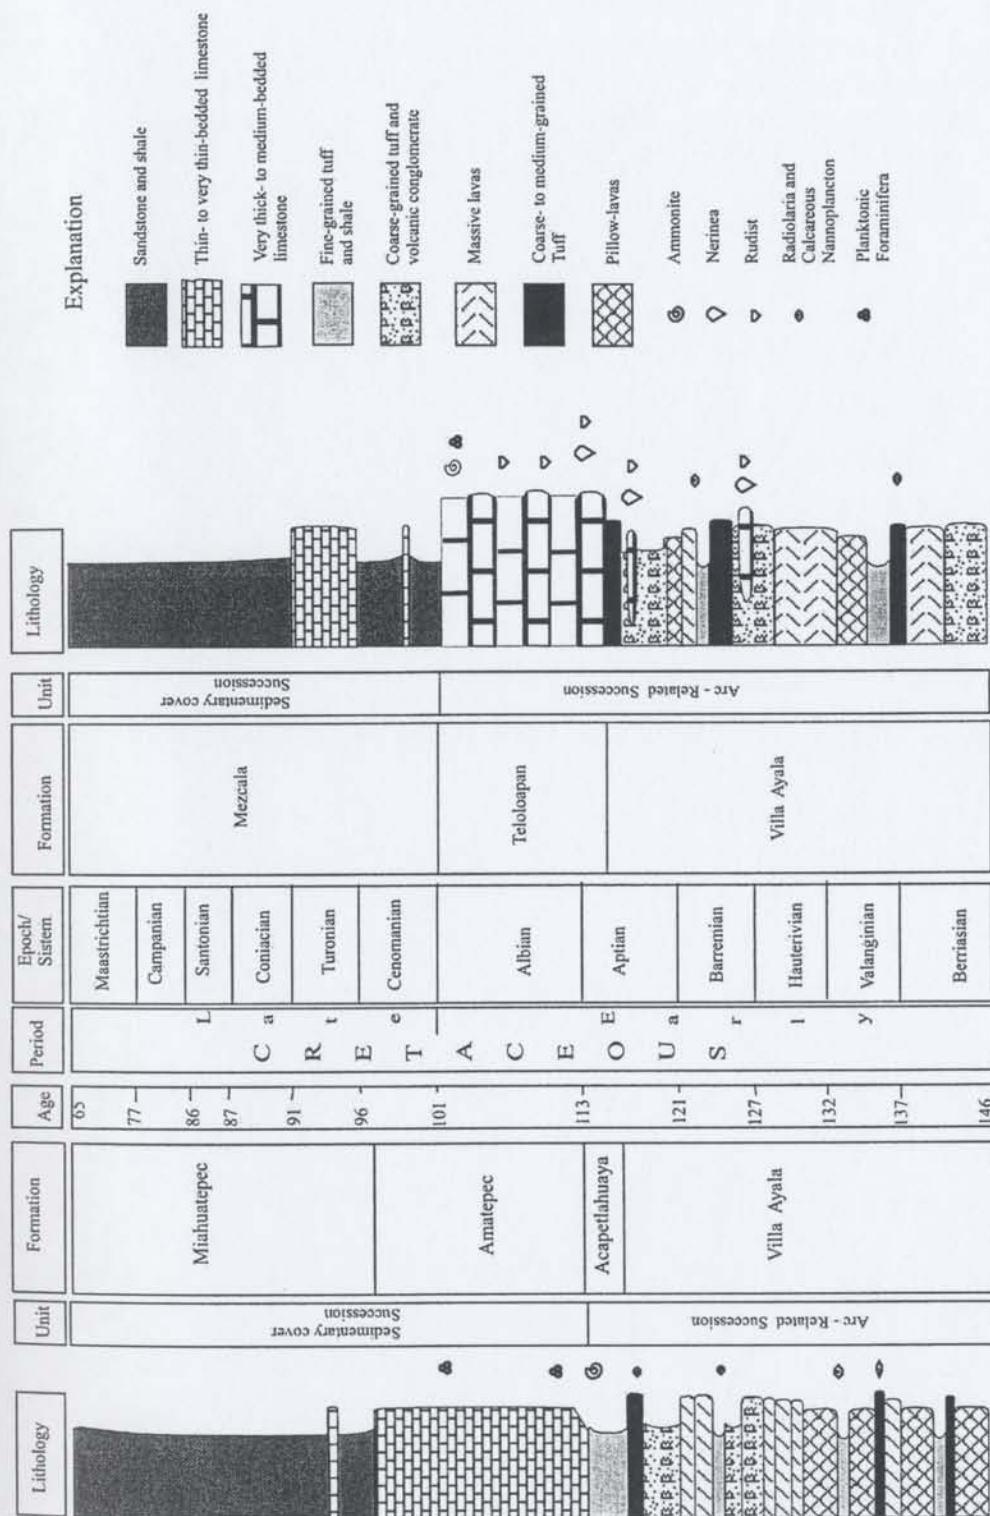 Lithology
Unit
Formation
Age
Period
Epoch/
Sistem
Formation
Unit
Lithology
Sedimentary cover
Succession
Arc - Related Succession
Miahuatepec
Amatepec
Acapetlahuaya
Villa Ayala
65
77
86
87
91
96
101
113
121
127
132
137
146
CRETACEOUS
Late
Early
Maastrichtian
Campanian
Santonian
Coniacian
Turonian
Cenomanian
Albian
Aptian
Barremian
Hauterivian
Valanginian
Berriasian
Mezcala
Teloloapan
Villa Ayala
Sedimentary cover
Succession
Arc - Related Succession
Explanation
Sandstone and shale
Thin- to very thin-bedded limestone
Very thick- to medium-bedded
limestone
Fine-grained tuff
and shale
Coarse-grained tuff and
volcanic conglomerate
Massive lavas
Coarse- to medium-grained
Tuff
Pillow-lavas
Ammonite
Nerinea
Rudist
Radiolaria and
Calcareous
Nannoplancton
Planktonic
Foraminifera